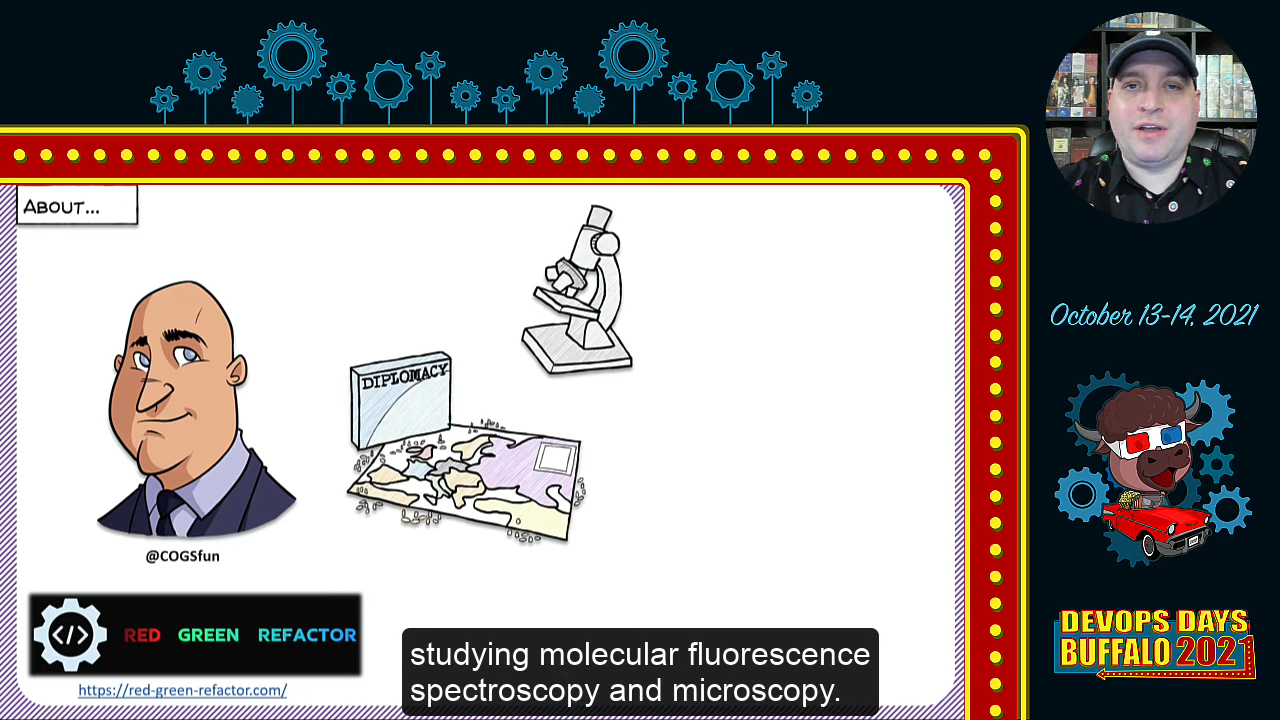 ABOUT...
DIPLOMACY
@COGSfun
</>
RED GREEN REFACTOR
https://red-green-refactor.com/
studying molecular fluorescence
spectroscopy and microscopy.
October 13-14, 2021
DEVOPS DAYS
BUFFALO 2021